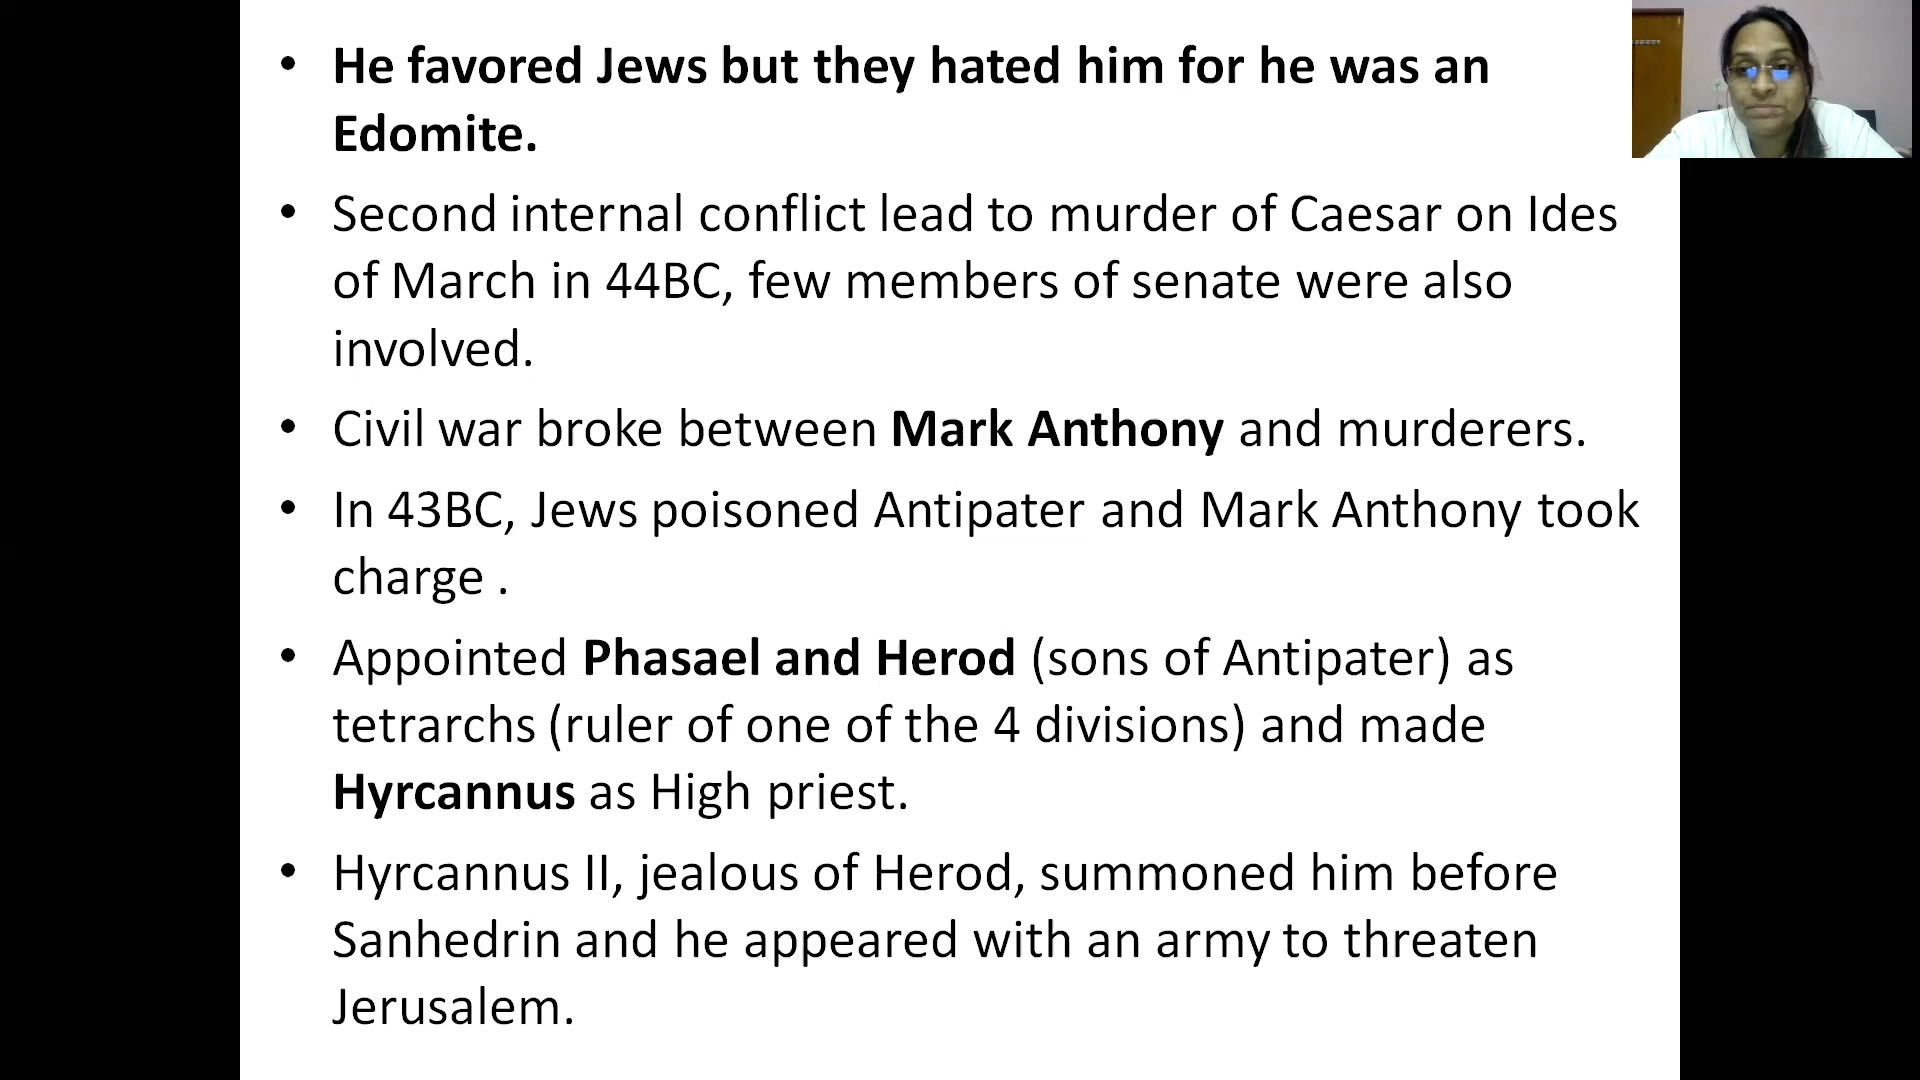 • He favored Jews but they hated him for he was an
Edomite.
• Second internal conflict lead to murder of Caesar on Ides
of March in 44BC, few members of senate were also
involved.
• Civil war broke between Mark Anthony and murderers.
• In 43BC, Jews poisoned Antipater and Mark Anthony took
charge .
• Appointed Phasael and Herod (sons of Antipater) as
tetrarchs (ruler of one of the 4 divisions) and made
Hyrcannus as High priest.
• Hyrcannus II, jealous of Herod, summoned him before
Sanhedrin and he appeared with an army to threaten
Jerusalem.